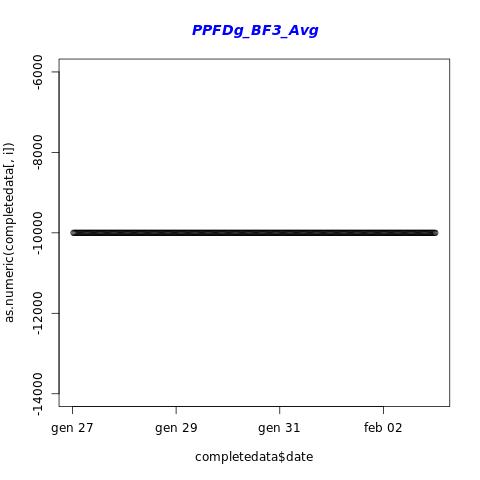 PPFDg_BF3_Avg
-6000
-8000
-10000
-12000
-14000
as.numeric(completedata[, i])
gen 27 gen 29 gen 31 feb 02
completedata$date